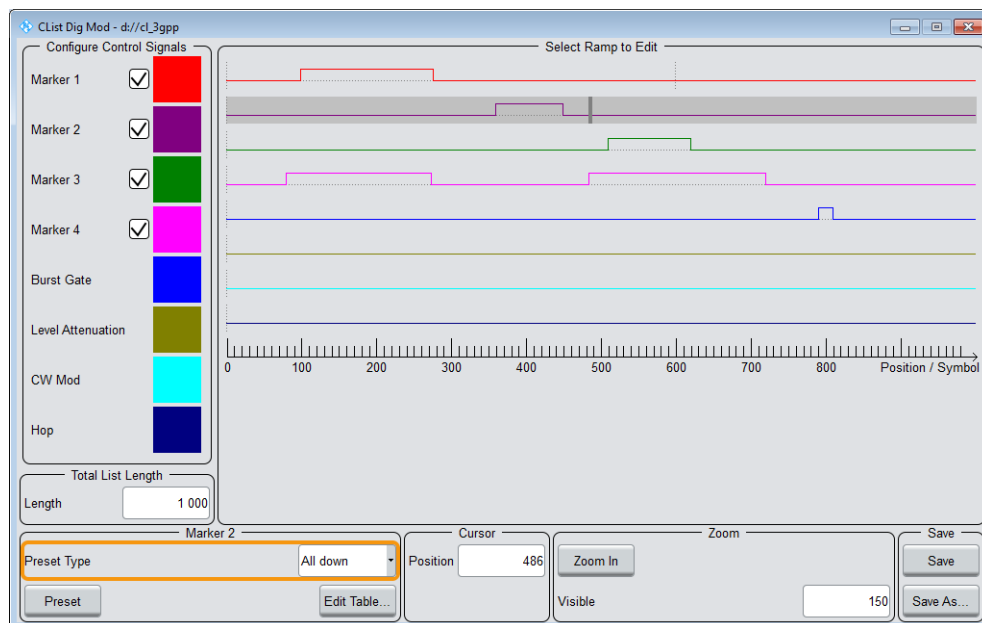 CList Dig Mod - d://cl_3gpp
Configure Control Signals
Select Ramp to Edit
Marker 1
Marker 2
Marker 3
Marker 4
Burst Gate
Level Attenuation
CW Mod
Hop
0 100 200 300 400 500 600 700 800 Position / Symbol
Total List Length
Length 1 000
Marker 2
Cursor
Zoom
Save
Preset Type All down
Position 486
Zoom In
Save
Preset
Edit Table...
Visible 150
Save As...